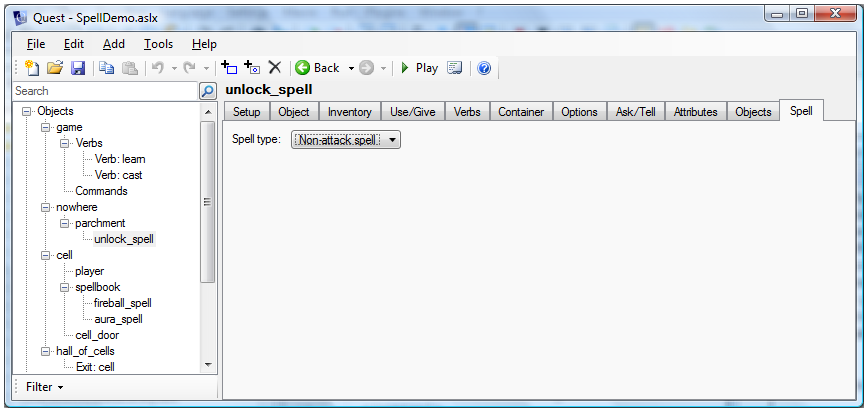 Quest - SpellDemo.aslx
File Edit Add Tools Help
Back Play
Search
unlock_spell
Setup Object Inventory Use/Give Verbs Container Options Ask/Tell Attributes Objects Spell
Spell type: Non-attack spell
Objects
game
Verbs
Verb: learn
Verb: cast
Commands
nowhere
parchment
unlock_spell
cell
player
spellbook
fireball_spell
aura_spell
cell_door
hall_of_cells
Exit: cell
Filter